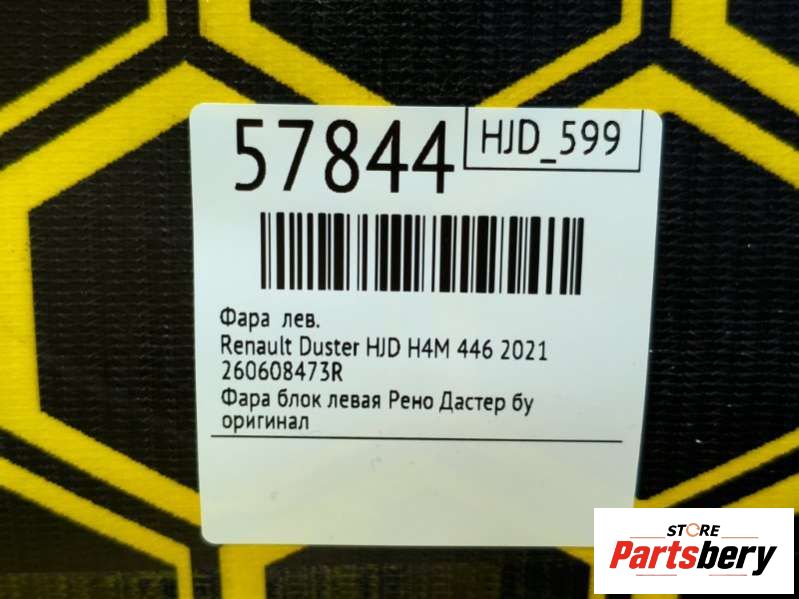 57844
HJD_599
Фара лев.
Renault Duster HJD H4M 446 2021
260608473R
Фара блок левая Рено Дастер бу
оригинал
STORE
Partsbery